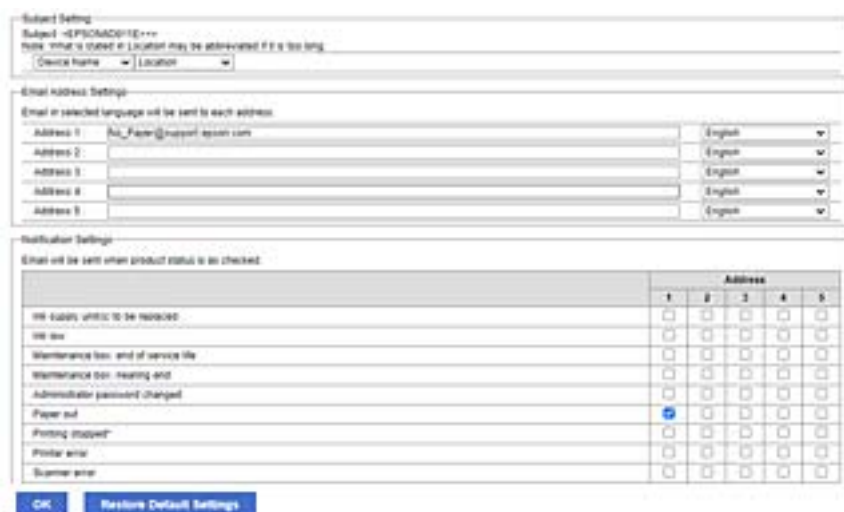 Subject Setting
Subject :<EPSONAD011E>++
Note: What is stated in Location may be abbreviated if it is too long.
Device Name Location
Email Address Settings
Email in selected language will be sent to each address.
Address 1 No_Paper@support.epson.com English
Address 2 English
Address 3 English
Address 4 English
Address 5 English
Notification Settings
Email will be sent when product status is as checked.
Address
1 2 3 4 5
Ink supply unit(s) to be replaced
Ink low
Maintenance box: end of service life
Maintenance box: nearing end
Administrator password changed
Paper out
Printing stopped*
Printer error
Scanner error
OK Restore Default Settings